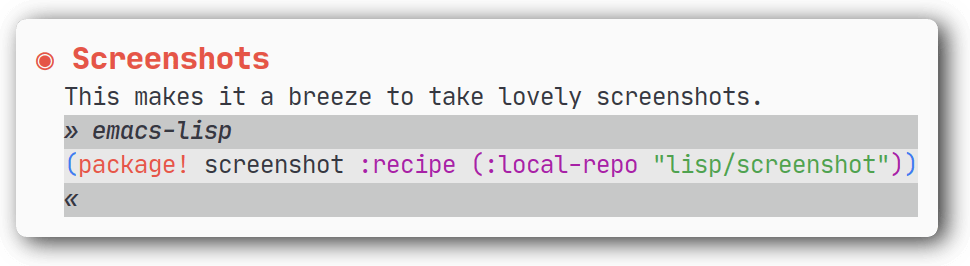 ◉ Screenshots
This makes it a breeze to take lovely screenshots.
» emacs-lisp
(package! screenshot :recipe (:local-repo "lisp/screenshot"))
«